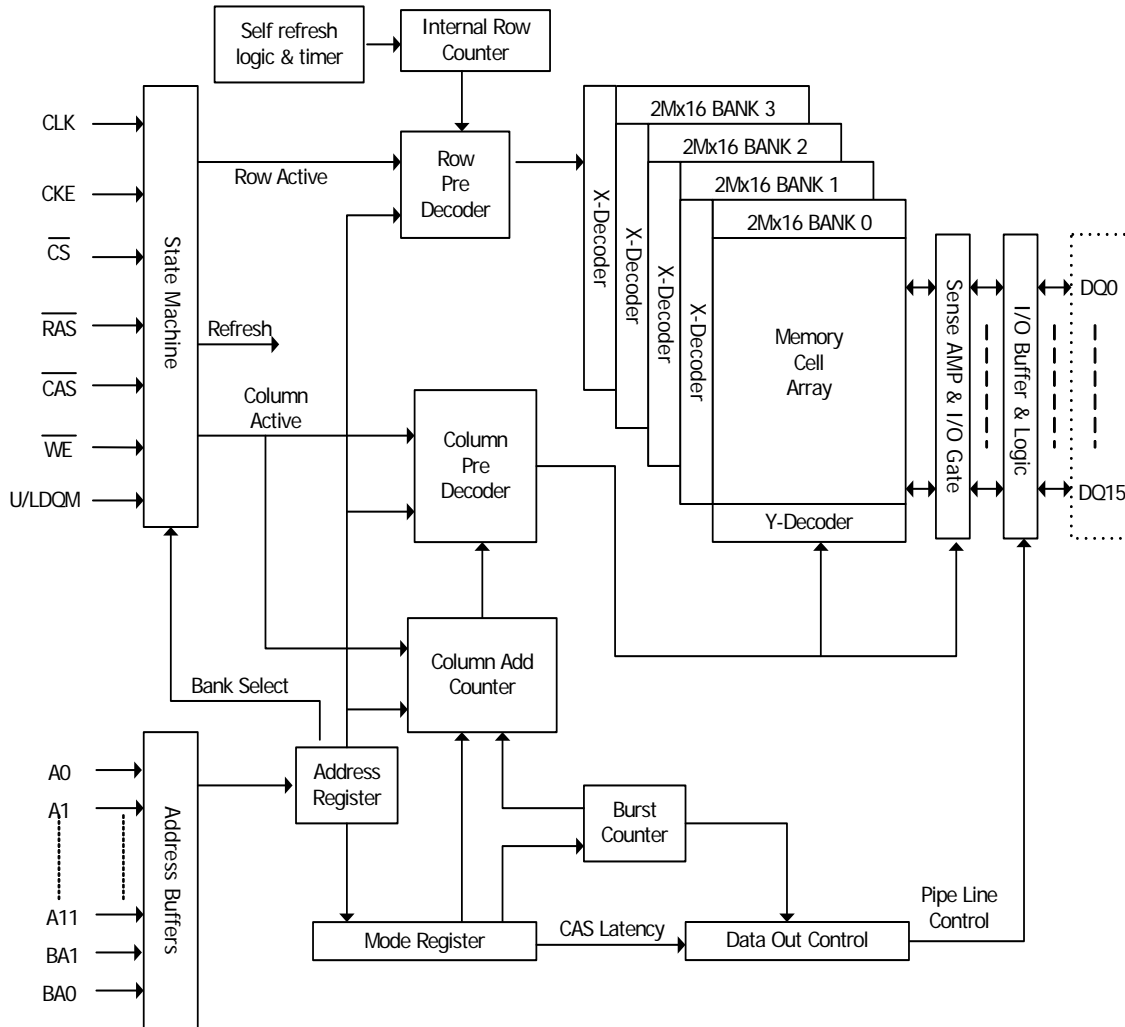 Self refresh
logic & timer
Internal Row
Counter
CLK
CKE
C̅S̅
R̅A̅S̅
C̅A̅S̅
W̅E̅
U/LDQM
State Machine
Row Active
Refresh
Column
Active
Bank Select
Row
Pre
Decoder
Column
Pre
Decoder
Column Add
Counter
2Mx16 BANK 3
2Mx16 BANK 2
2Mx16 BANK 1
2Mx16 BANK 0
X-Decoder
X-Decoder
X-Decoder
X-Decoder
Memory
Cell
Array
Y-Decoder
Sense AMP & I/O Gate
I/O Buffer & Logic
DQ0
DQ15
A0
A1
A11
BA1
BA0
Address Buffers
Address
Register
Burst
Counter
Mode Register
CAS Latency
Data Out Control
Pipe Line
Control